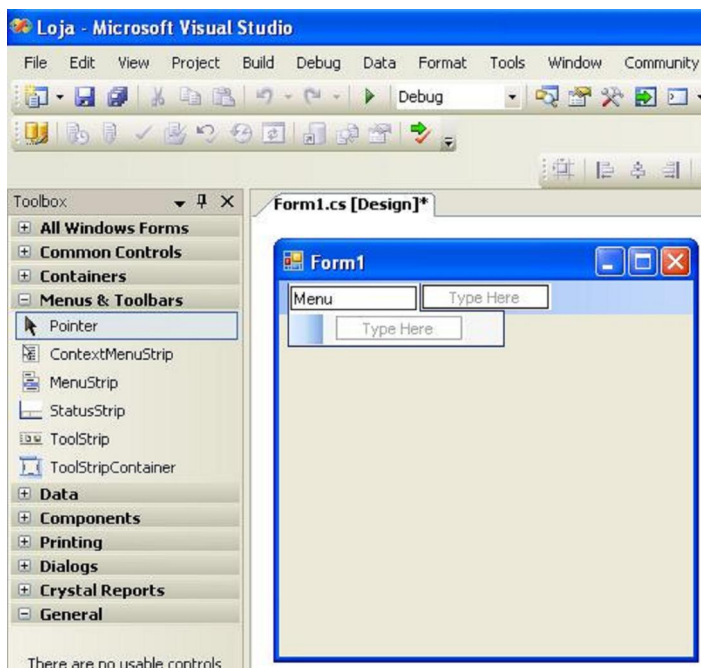 Loja - Microsoft Visual Studio
File Edit View Project Build Debug Data Format Tools Window Community
Debug
Toolbox
Form1.cs [Design]*
All Windows Forms
Common Controls
Containers
Menus & Toolbars
Pointer
ContextMenuStrip
MenuStrip
StatusStrip
ToolStrip
ToolStripContainer
Data
Components
Printing
Dialogs
Crystal Reports
General
There are no usable controls
Form1
Menu Type Here
Type Here